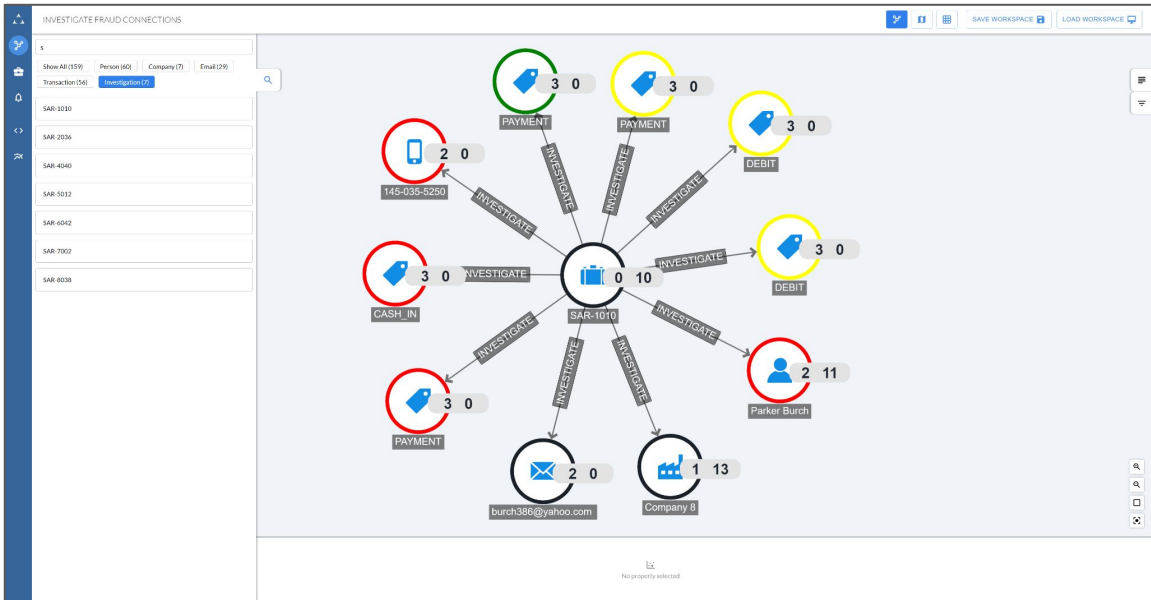 INVESTIGATE FRAUD CONNECTIONS
SAVE WORKSPACE
LOAD WORKSPACE
s
Show All (159)
Person (60)
Company (7)
Email (29)
Transaction (56)
Investigation (7)
SAR-1010
SAR-2036
SAR-4040
SAR-5012
SAR-6042
SAR-7002
SAR-8038
3 0
PAYMENT
3 0
PAYMENT
3 0
DEBIT
2 0
145-035-5250
INVESTIGATE
INVESTIGATE
INVESTIGATE
INVESTIGATE
3 0
DEBIT
INVESTIGATE
3 0
CASH_IN
NVESTIGATE
0 10
SAR-1010
INVESTIGATE
INVESTIGATE
INVESTIGATE
INVESTIGATE
2 11
Parker Burch
3 0
PAYMENT
2 0
burch386@yahoo.com
1 13
Company 8
No property selected